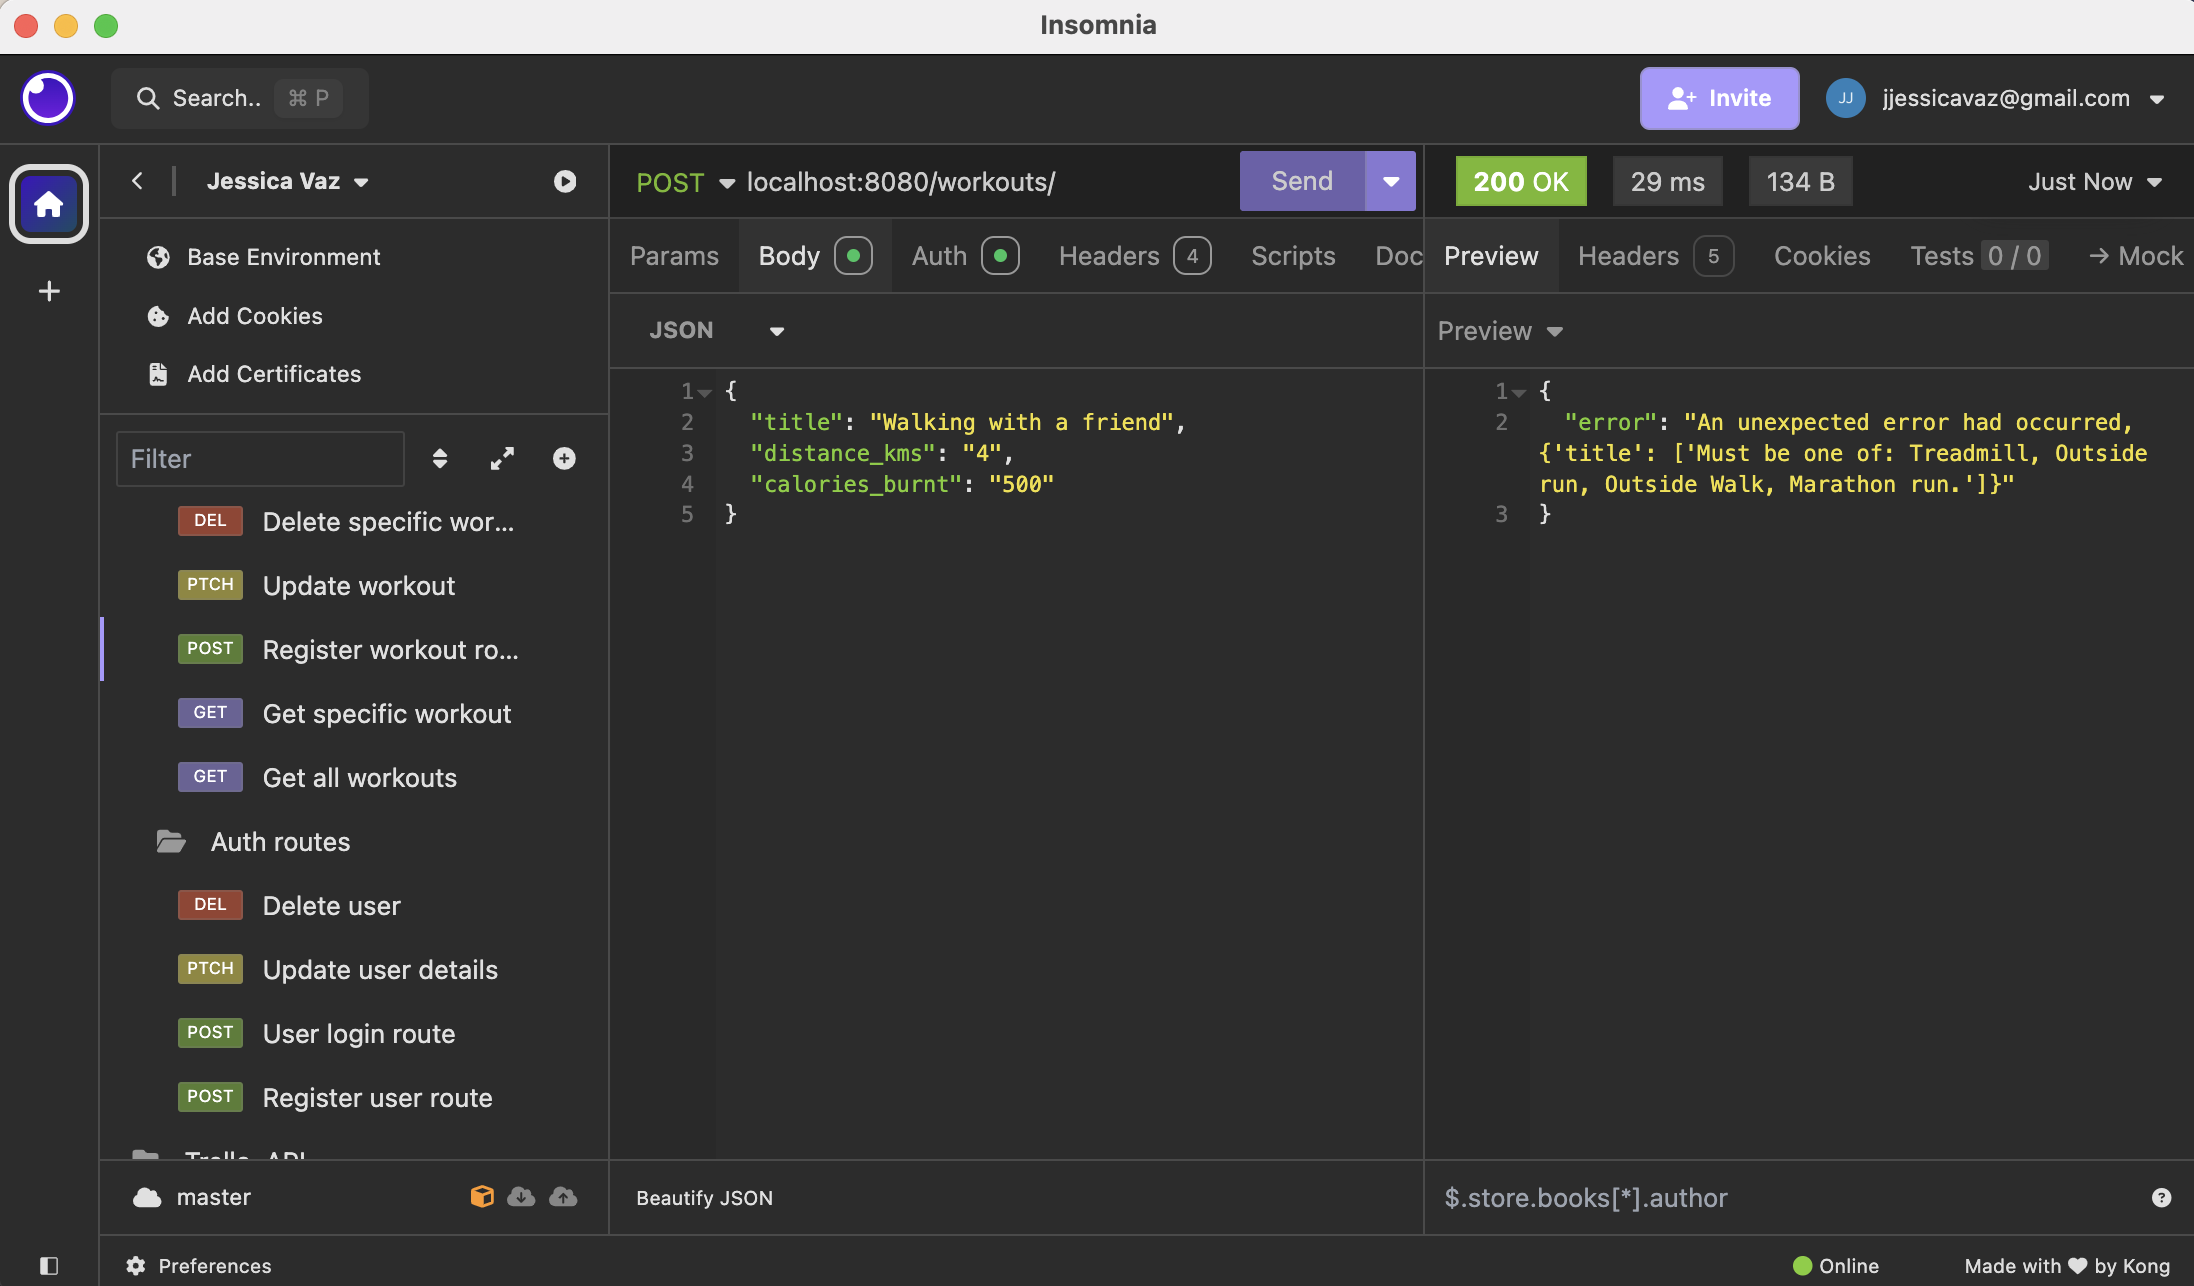 Insomnia
Search.. ⌘ P
Invite
JJ jjessicavaz@gmail.com
Jessica Vaz
Base Environment
Add Cookies
Add Certificates
Filter
DEL Delete specific wor...
PTCH Update workout
POST Register workout ro...
GET Get specific workout
GET Get all workouts
Auth routes
DEL Delete user
PTCH Update user details
POST User login route
POST Register user route
master
POST localhost:8080/workouts/ Send
Params Body Auth Headers 4 Scripts Doc
JSON
1 {
2 "title": "Walking with a friend",
3 "distance_kms": "4",
4 "calories_burnt": "500"
5 }
Beautify JSON
200 OK 29 ms 134 B Just Now
Preview Headers 5 Cookies Tests 0 / 0 → Mock
Preview
1 {
2 "error": "An unexpected error had occurred,
{'title': ['Must be one of: Treadmill, Outside
run, Outside Walk, Marathon run.']}"
3 }
$.store.books[*].author ?
Preferences
Online
Made with ♥ by Kong